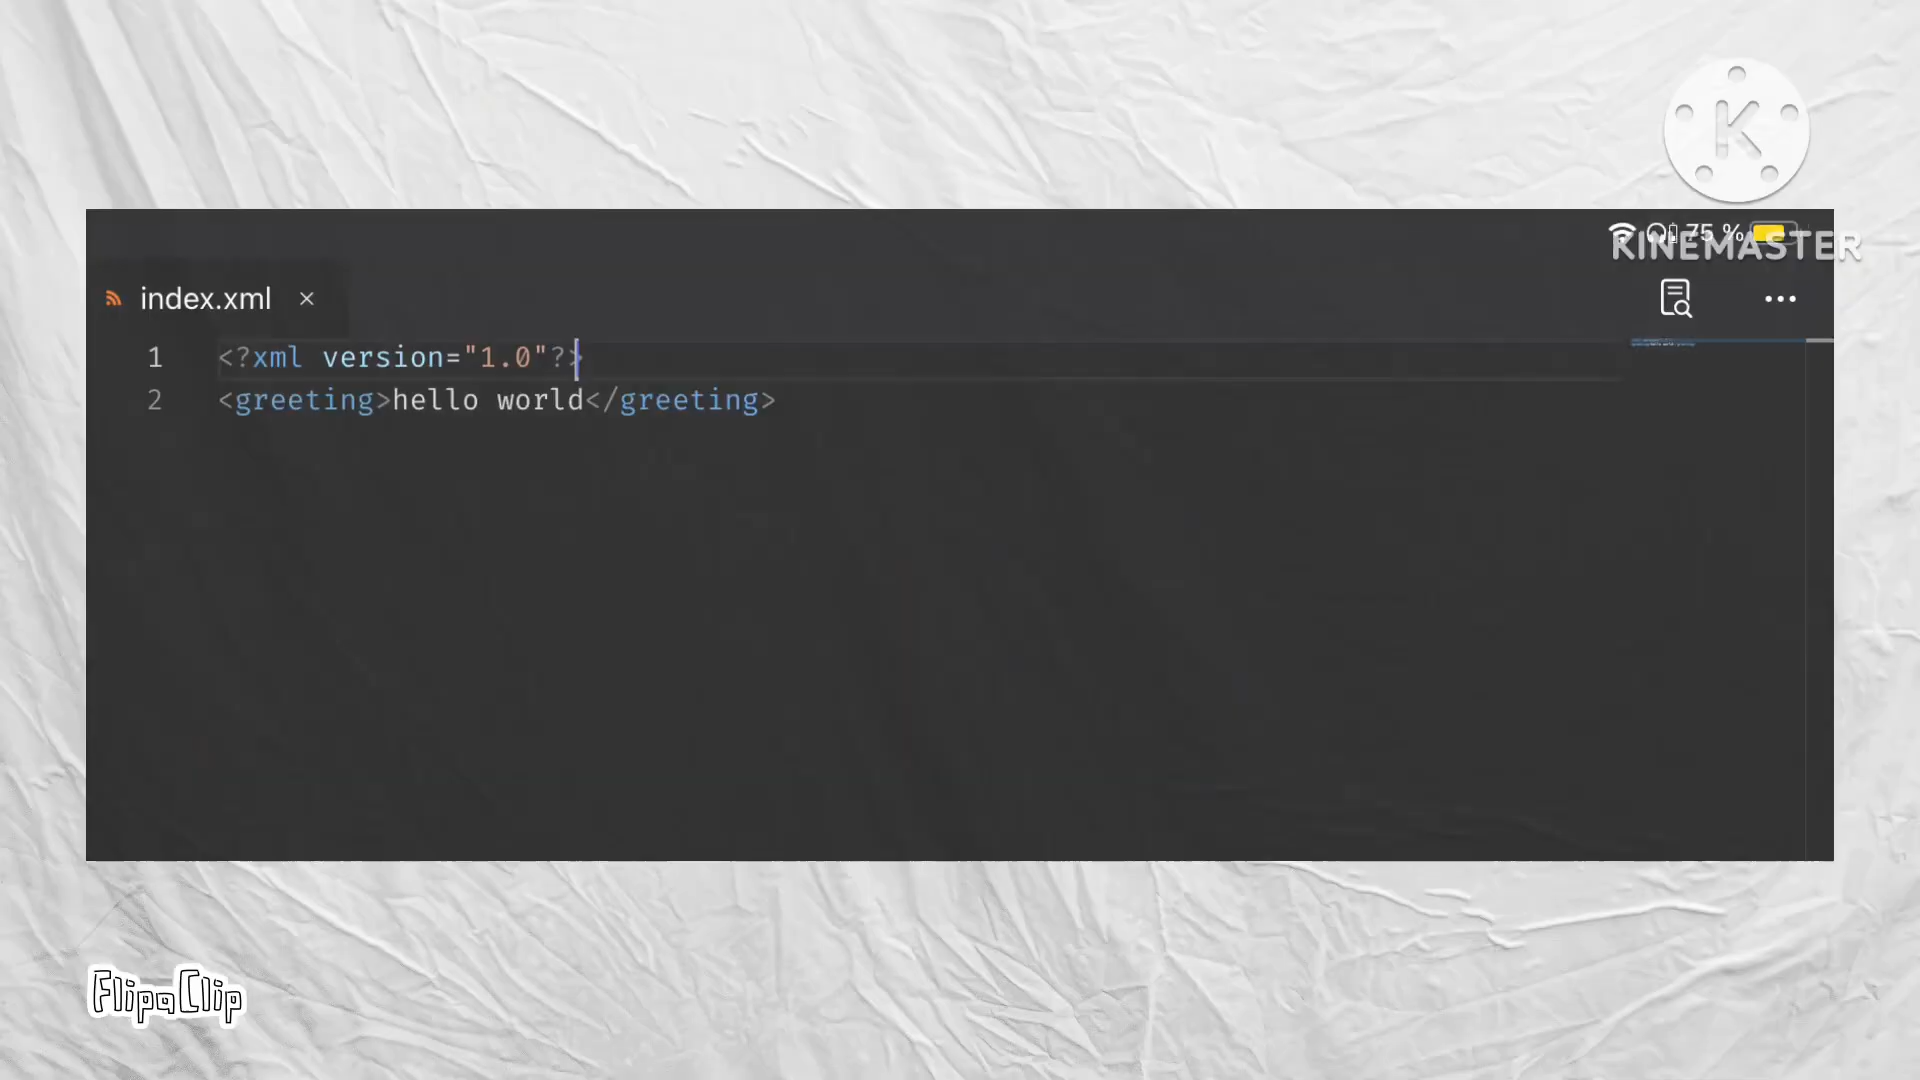 K
75 %
KINEMASTER
index.xml
1 <?xml version="1.0"?>
2 <greeting>hello world</greeting>
FlipaClip